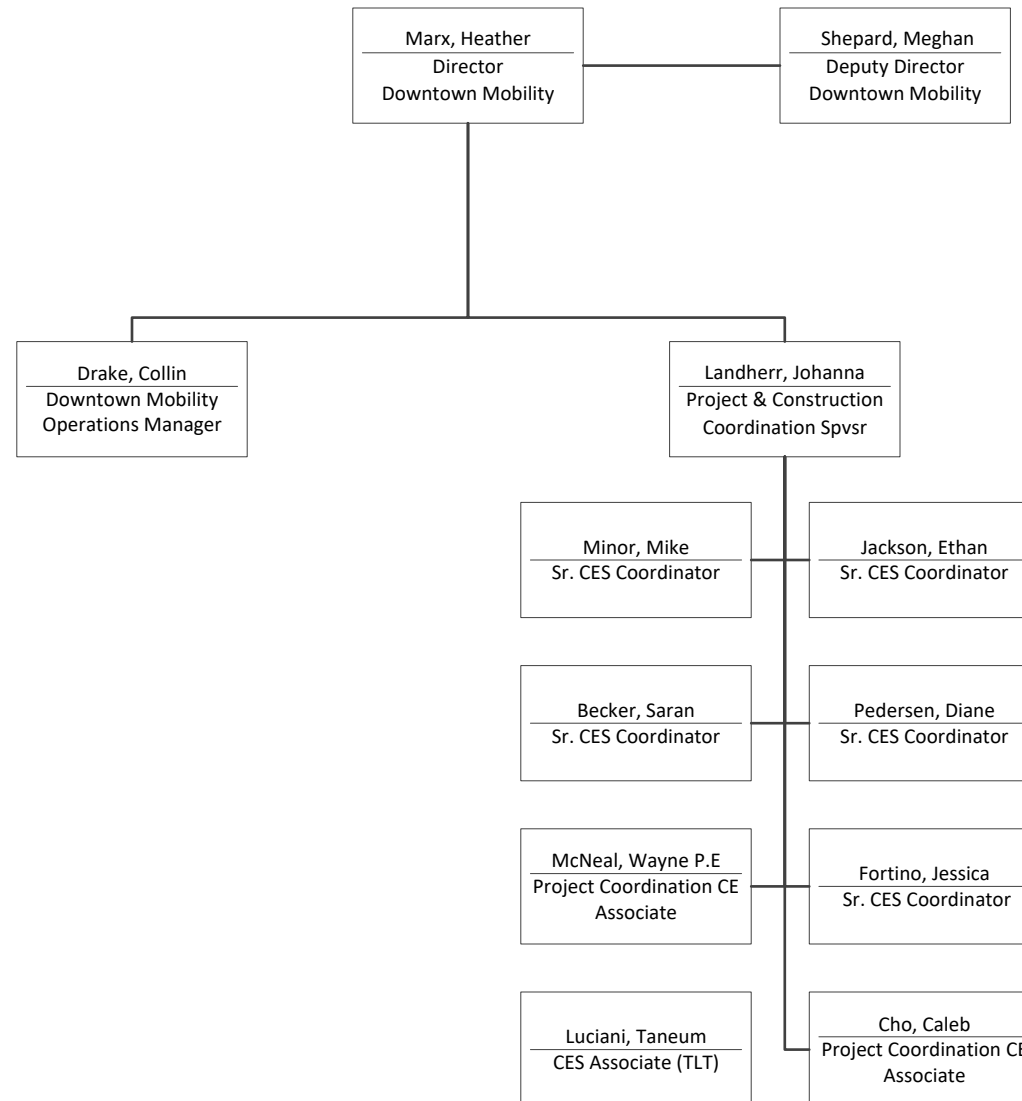 Marx, Heather
Director
Downtown Mobility
Shepard, Meghan
Deputy Director
Downtown Mobility
Drake, Collin
Downtown Mobility
Operations Manager
Landherr, Johanna
Project & Construction
Coordination Spvsr
Minor, Mike
Sr. CES Coordinator
Jackson, Ethan
Sr. CES Coordinator
Becker, Saran
Sr. CES Coordinator
Pedersen, Diane
Sr. CES Coordinator
McNeal, Wayne P.E
Project Coordination CE
Associate
Fortino, Jessica
Sr. CES Coordinator
Luciani, Taneum
CES Associate (TLT)
Cho, Caleb
Project Coordination CE
Associate